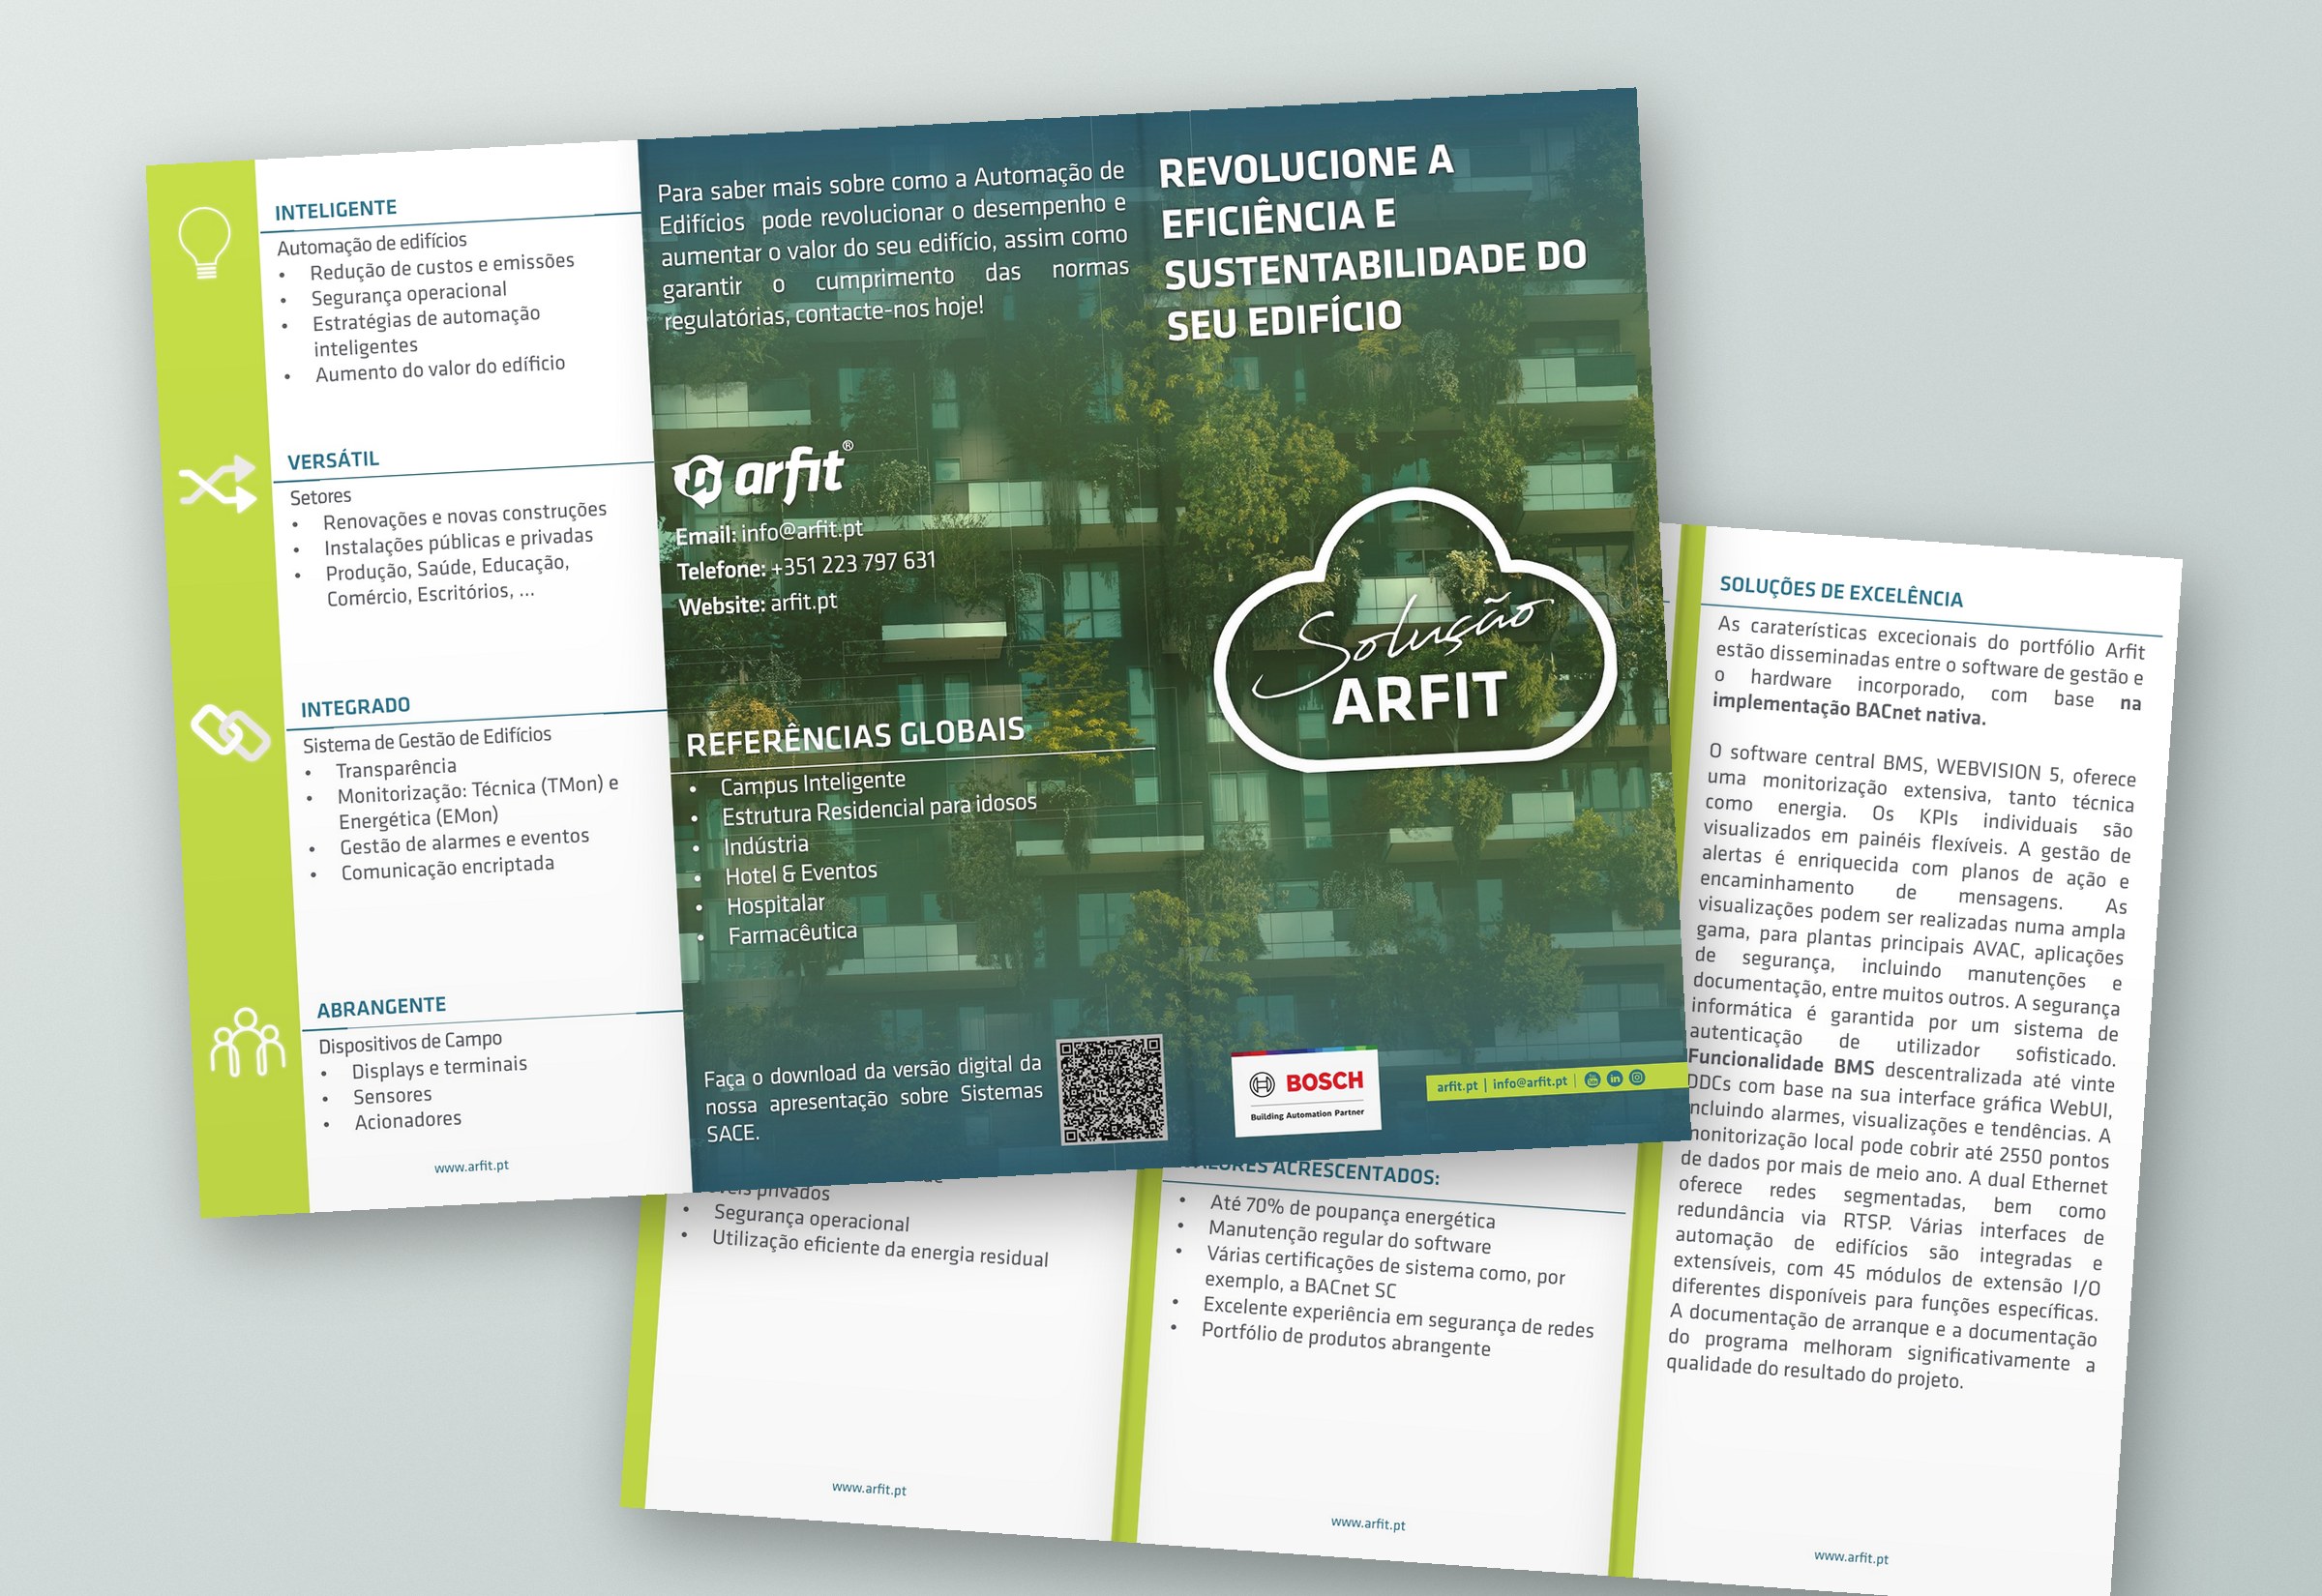 INTELIGENTE
Automação de edifícios
• Redução de custos e emissões
• Segurança operacional
• Estratégias de automação
inteligentes
• Aumento do valor do edíficio
VERSÁTIL
Setores
• Renovações e novas construções
• Instalações públicas e privadas
• Produção, Saúde, Educação,
Comércio, Escritórios, ...
INTEGRADO
Sistema de Gestão de Edifícios
• Transparência
• Monitorização: Técnica (TMon) e
Energética (EMon)
• Gestão de alarmes e eventos
• Comunicação encriptada
ABRANGENTE
Dispositivos de Campo
• Displays e terminais
• Sensores
• Acionadores
www.arfit.pt
Para saber mais sobre como a Automação de
Edifícios pode revolucionar o desempenho e
aumentar o valor do seu edifício, assim como
garantir o cumprimento das normas
regulatórias, contacte-nos hoje!
arfit®
Email: info@arfit.pt
Telefone: +351 223 797 631
Website: arfit.pt
REFERÊNCIAS GLOBAIS
• Campus Inteligente
• Estrutura Residencial para idosos
• Indústria
• Hotel & Eventos
• Hospitalar
• Farmacêutica
Faça o download da versão digital da
nossa apresentação sobre Sistemas
SACE.
REVOLUCIONE A
EFICIÊNCIA E
SUSTENTABILIDADE DO
SEU EDIFÍCIO
Solução
ARFIT
BOSCH
Building Automation Partner
arfit.pt | info@arfit.pt |
privados
• Segurança operacional
• Utilização eficiente da energia residual
www.arfit.pt
ACRESCENTADOS:
• Até 70% de poupança energética
• Manutenção regular do software
• Várias certificações de sistema como, por
exemplo, a BACnet SC
• Excelente experiência em segurança de redes
• Portfólio de produtos abrangente
www.arfit.pt
SOLUÇÕES DE EXCELÊNCIA
As caraterísticas excecionais do portfólio Arfit
estão disseminadas entre o software de gestão e
o hardware incorporado, com base na
implementação BACnet nativa.
O software central BMS, WEBVISION 5, oferece
uma monitorização extensiva, tanto técnica
como energia. Os KPIs individuais são
visualizados em painéis flexíveis. A gestão de
alertas é enriquecida com planos de ação e
encaminhamento de mensagens. As
visualizações podem ser realizadas numa ampla
gama, para plantas principais AVAC, aplicações
de segurança, incluindo manutenções e
documentação, entre muitos outros. A segurança
informática é garantida por um sistema de
autenticação de utilizador sofisticado.
Funcionalidade BMS descentralizada até vinte
DDCs com base na sua interface gráfica WebUI,
incluindo alarmes, visualizações e tendências. A
monitorização local pode cobrir até 2550 pontos
de dados por mais de meio ano. A dual Ethernet
oferece redes segmentadas, bem como
redundância via RTSP. Várias interfaces de
automação de edifícios são integradas e
extensíveis, com 45 módulos de extensão I/O
diferentes disponíveis para funções específicas.
A documentação de arranque e a documentação
do programa melhoram significativamente a
qualidade do resultado do projeto.
www.arfit.pt